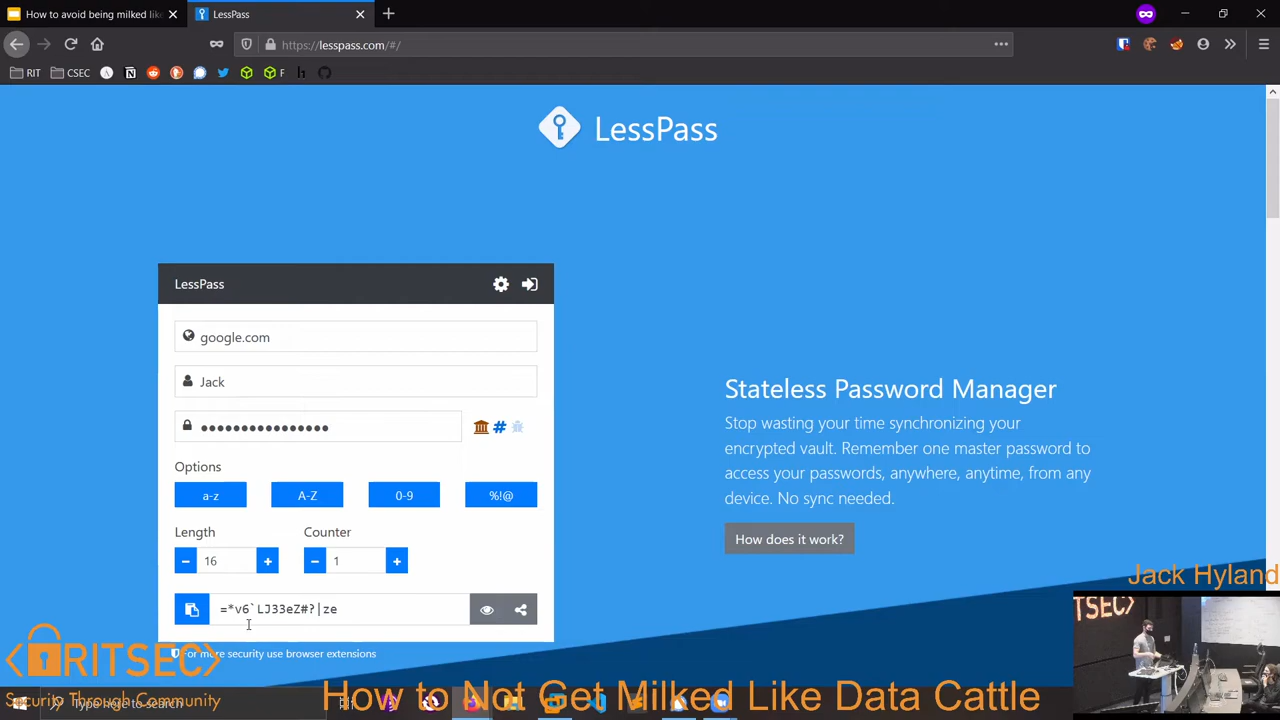 How to avoid being milked lik
LessPass
https://lesspass.com/#/
RIT
CSEC
F
LessPass
LessPass
google.com
Jack
Options
a-z
A-Z
0-9
%!@
Length
Counter
16
1
=*v6`LJ33eZ#?|ze
For more security use browser extensions
Stateless Password Manager
Stop wasting your time synchronizing your
encrypted vault. Remember one master password to
access your passwords, anywhere, anytime, from any
device. No sync needed.
How does it work?
Jack Hyland
RITSEC
Security Through Community
Type here to search
How to Not Get Milked Like Data Cattle